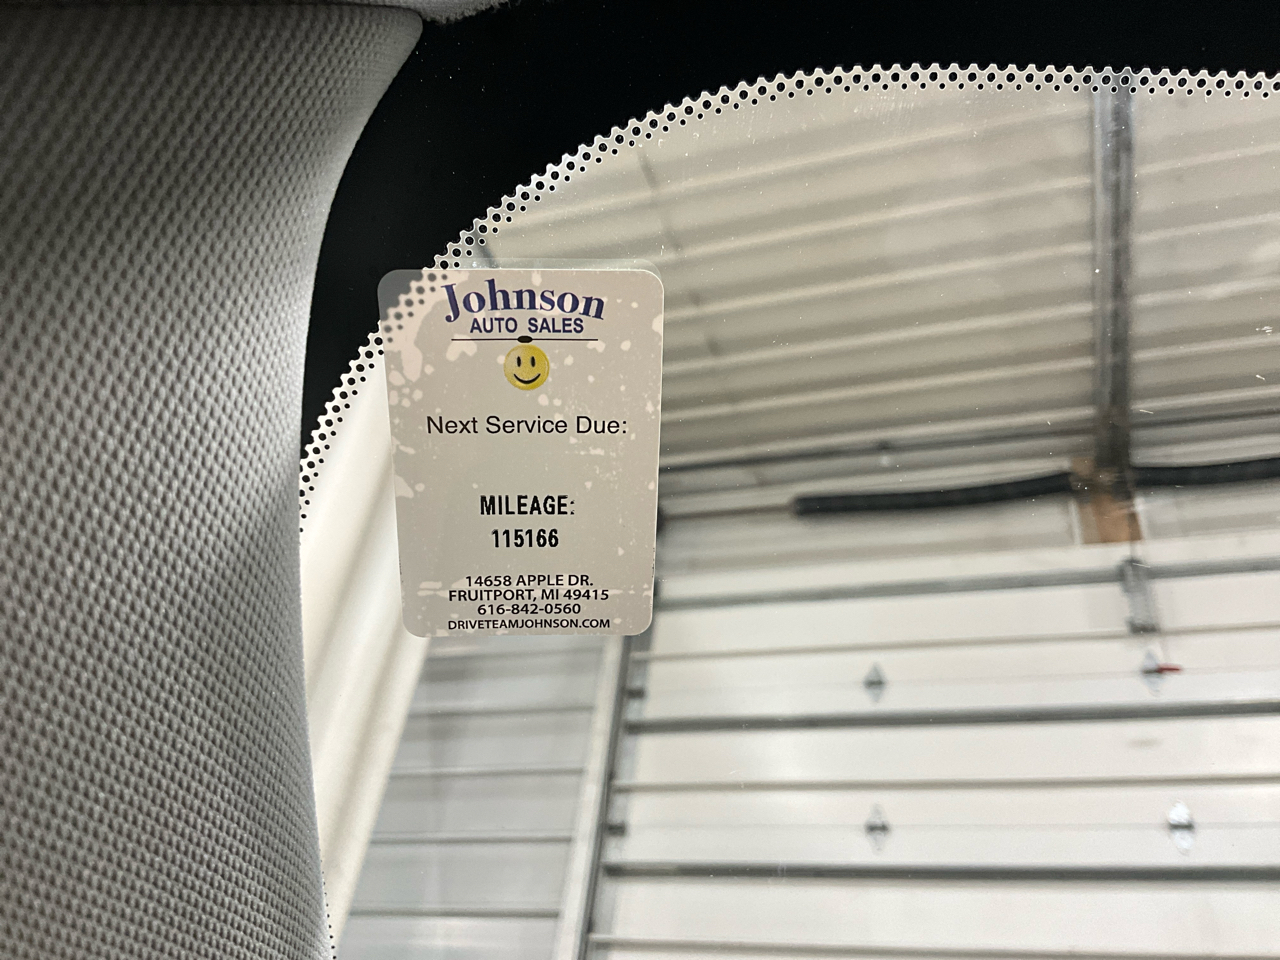 Johnson
AUTO SALES
Next Service Due:
MILEAGE:
115166
14658 APPLE DR.
FRUITPORT, MI 49415
616-842-0560
DRIVETEAMJOHNSON.COM